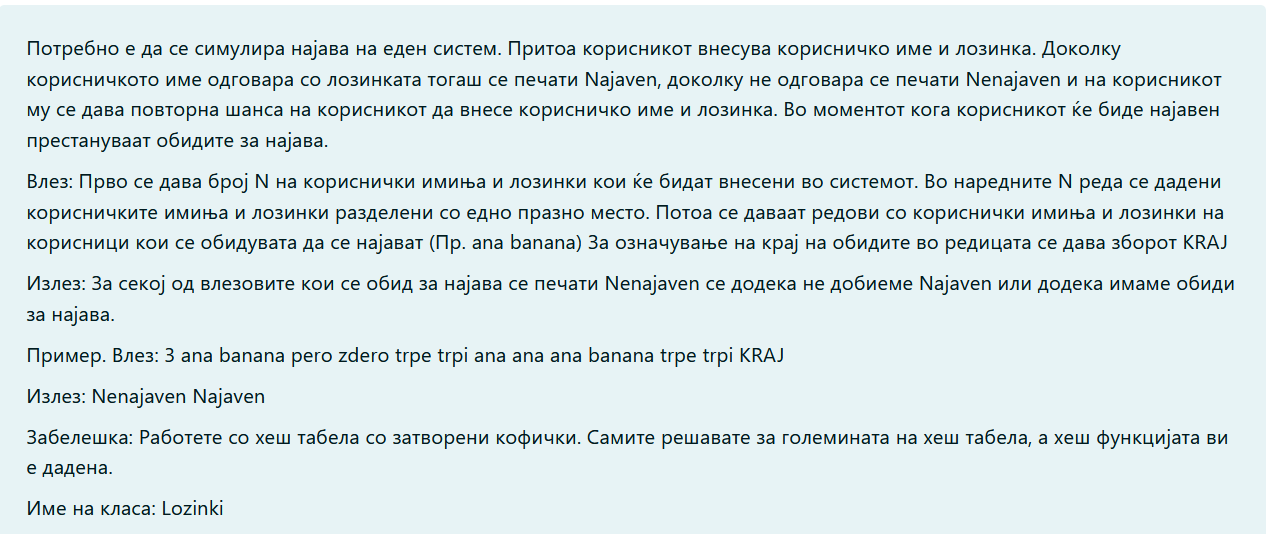 Потребно е да се симулира најава на еден систем. Притоа корисникот внесува корисничко име и лозинка. Доколку
корисничкото име одговара со лозинката тогаш се печати Najaven, доколку не одговара се печати Nenajaven и на корисникот
му се дава повторна шанса на корисникот да внесе корисничко име и лозинка. Во моментот кога корисникот ќе биде најавен
престануваат обидите за најава.
Влез: Прво се дава број N на кориснички имиња и лозинки кои ќе бидат внесени во системот. Во наредните N реда се дадени
корисничките имиња и лозинки разделени со едно празно место. Потоа се даваат редови со кориснички имиња и лозинки на
корисници кои се обидувата да се најават (Пр. ana banana) За означување на крај на обидите во редицата се дава зборот KRAJ
Излез: За секој од влезовите кои се обид за најава се печати Nenajaven се додека не добиеме Najaven или додека имаме обиди
за најава.
Пример. Влез: 3 ana banana pero zdero trpe trpi ana ana ana banana trpe trpi KRAJ
Излез: Nenajaven Najaven
Забелешка: Работете со хеш табела со затворени кофички. Самите решавате за големината на хеш табела, а хеш функцијата ви
е дадена.
Име на класа: Lozinki